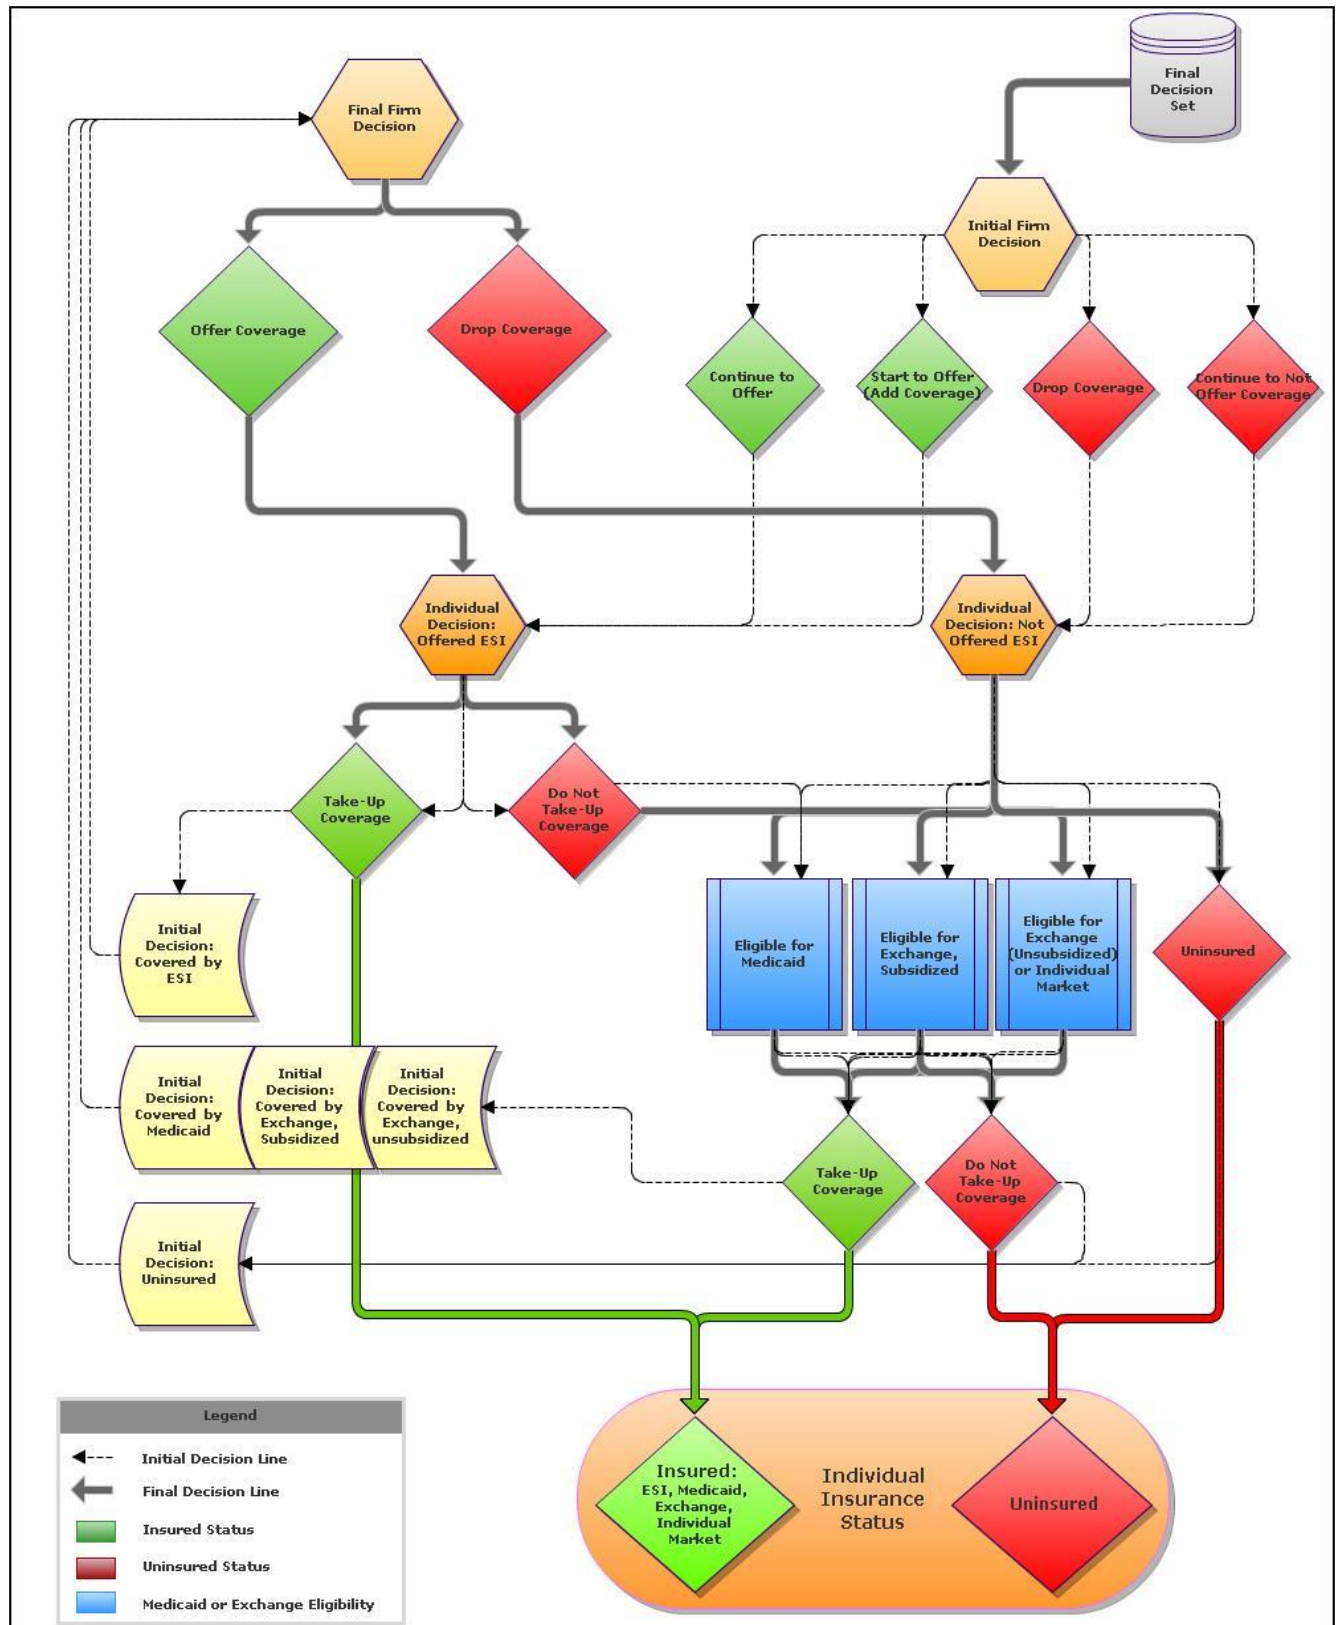 Final
Decision
Set
Final Firm
Decision
Initial Firm
Decision
Offer Coverage
Drop Coverage
Continue to
Offer
Start to Offer
(Add Coverage)
Drop Coverage
Continue to Not
Offer Coverage
Individual
Decision:
Offered ESI
Individual
Decision: Not
Offered ESI
Take-Up
Coverage
Do Not
Take-Up
Coverage
Initial
Decision:
Covered by
ESI
Eligible for
Medicaid
Eligible for
Exchange,
Subsidized
Eligible for
Exchange
(Unsubsidized)
or Individual
Market
Uninsured
Initial
Decision:
Covered by
Medicaid
Initial
Decision:
Covered by
Exchange,
Subsidized
Initial
Decision:
Covered by
Exchange,
unsubsidized
Take-Up
Coverage
Do Not
Take-Up
Coverage
Initial
Decision:
Uninsured
Insured:
ESI, Medicaid,
Exchange,
Individual
Market
Individual
Insurance
Status
Uninsured
Legend
Initial Decision Line
Final Decision Line
Insured Status
Uninsured Status
Medicaid or Exchange Eligibility